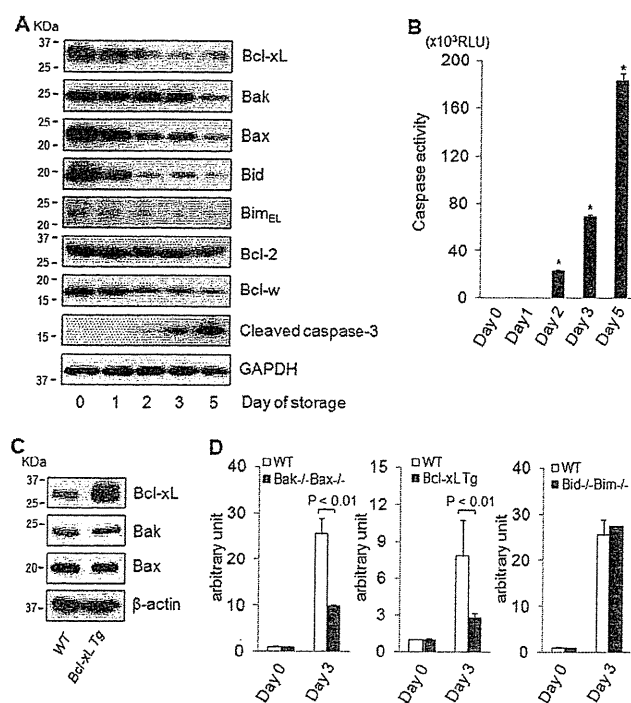 A KDa
37
25
Bcl-xL
25
Bak
25
20
Bax
20
Bid
25
20
BimEL
37
25
Bcl-2
20
15
Bcl-w
15
Cleaved caspase-3
37
GAPDH
0 1 2 3 5 Day of storage
B
(x10³RLU)
Caspase activity
200
160
120
80
40
0
* * * *
Day 0 Day1 Day 2 Day 3 Day 5
C
KDa
37
25
Bcl-xL
25
Bak
20
Bax
37
β-actin
WT Bcl-xL Tg
D
WT
Bak-/-Bax-/-
P < 0.01
arbitrary unit
40
30
20
10
0
Day 0 Day 3
WT
Bcl-xL Tg
P < 0.01
arbitrary unit
15
12
9
6
3
0
Day 0 Day 3
WT
Bid-/-Bim-/-
arbitrary unit
40
30
20
10
0
Day 0 Day 3